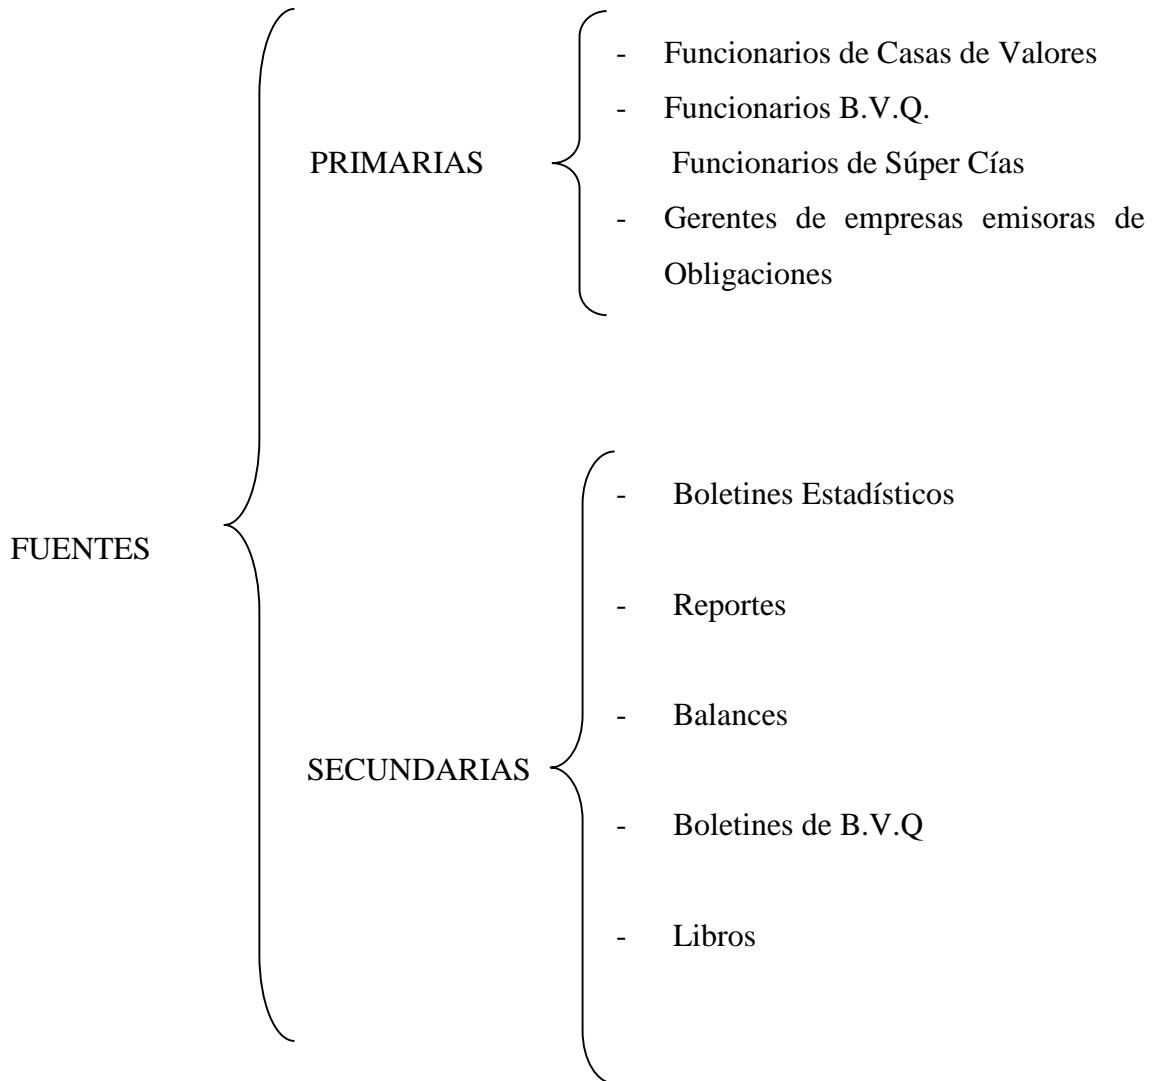 FUENTES
PRIMARIAS
- Funcionarios de Casas de Valores
- Funcionarios B.V.Q.
Funcionarios de Súper Cías
- Gerentes de empresas emisoras de
Obligaciones
SECUNDARIAS
- Boletines Estadísticos
- Reportes
- Balances
- Boletines de B.V.Q
- Libros